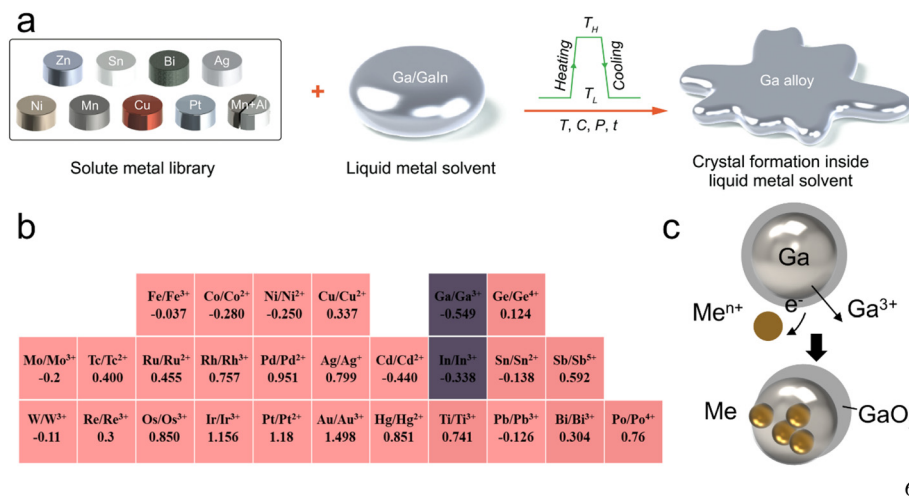 a
Zn
Sn
Bi
Ag
Ni
Mn
Cu
Pt
Mn+Al
Solute metal library
+
Ga/GaIn
Liquid metal solvent
Heating
T_H
Cooling
T_L
T, C, P, t
Ga alloy
Crystal formation inside
liquid metal solvent
b
Fe/Fe³⁺ Co/Co²⁺ Ni/Ni²⁺ Cu/Cu²⁺ Ga/Ga³⁺ Ge/Ge⁴⁺
-0.037 -0.280 -0.250 0.337 -0.549 0.124
Mo/Mo³⁺ Tc/Tc²⁺ Ru/Ru²⁺ Rh/Rh³⁺ Pd/Pd²⁺ Ag/Ag⁺ Cd/Cd²⁺ In/In³⁺ Sn/Sn²⁺ Sb/Sb⁵⁺
-0.2 0.400 0.455 0.757 0.951 0.799 -0.440 -0.338 -0.138 0.592
W/W³⁺ Re/Re³⁺ Os/Os³⁺ Ir/Ir³⁺ Pt/Pt²⁺ Au/Au³⁺ Hg/Hg²⁺ Ti/Ti³⁺ Pb/Pb³⁺ Bi/Bi³⁺ Po/Po⁴⁺
-0.11 0.3 0.850 1.156 1.18 1.498 0.851 0.741 -0.126 0.304 0.76
c
Ga
Meⁿ⁺
e⁻
Ga³⁺
Me
GaO